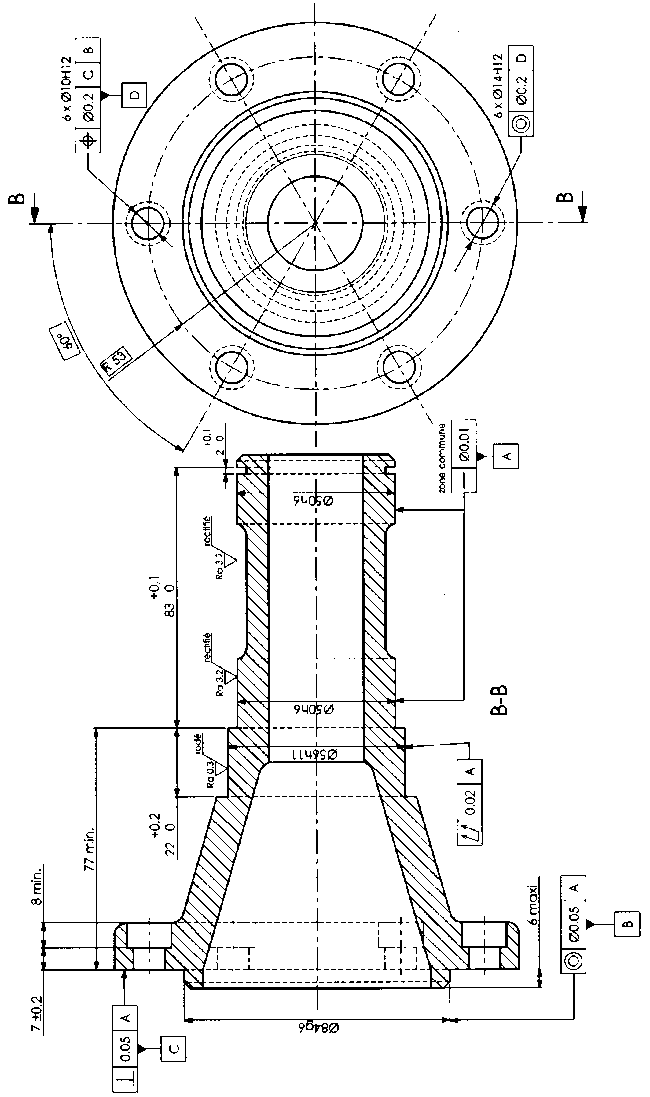 B
B
6 x Ø10H12
Ø0.2 C B
D
6 x Ø14H12
Ø0.2 D
60°
R 53
+0.1
2 0
zone commune
Ø0.01
A
Ø50h6
rectifié
Ra 3.2
+0.1
83 0
rectifié
Ra 3.2
Ø50h6
B-B
rodé
Ra 0.3
Ø56h11
0.02 A
+0.2
22 0
77 min.
8 min.
7 ±0.2
6 maxi
Ø84g6
Ø0.05 A
B
0.05 A
C